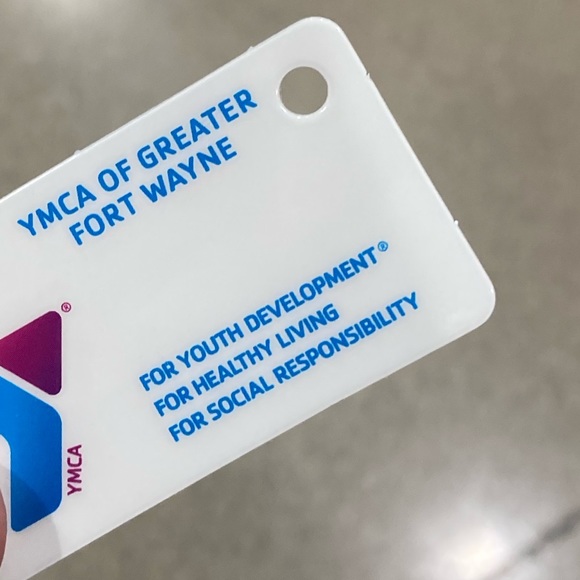 YMCA OF GREATER
FORT WAYNE
FOR YOUTH DEVELOPMENT®
FOR HEALTHY LIVING
FOR SOCIAL RESPONSIBILITY
®
YMCA